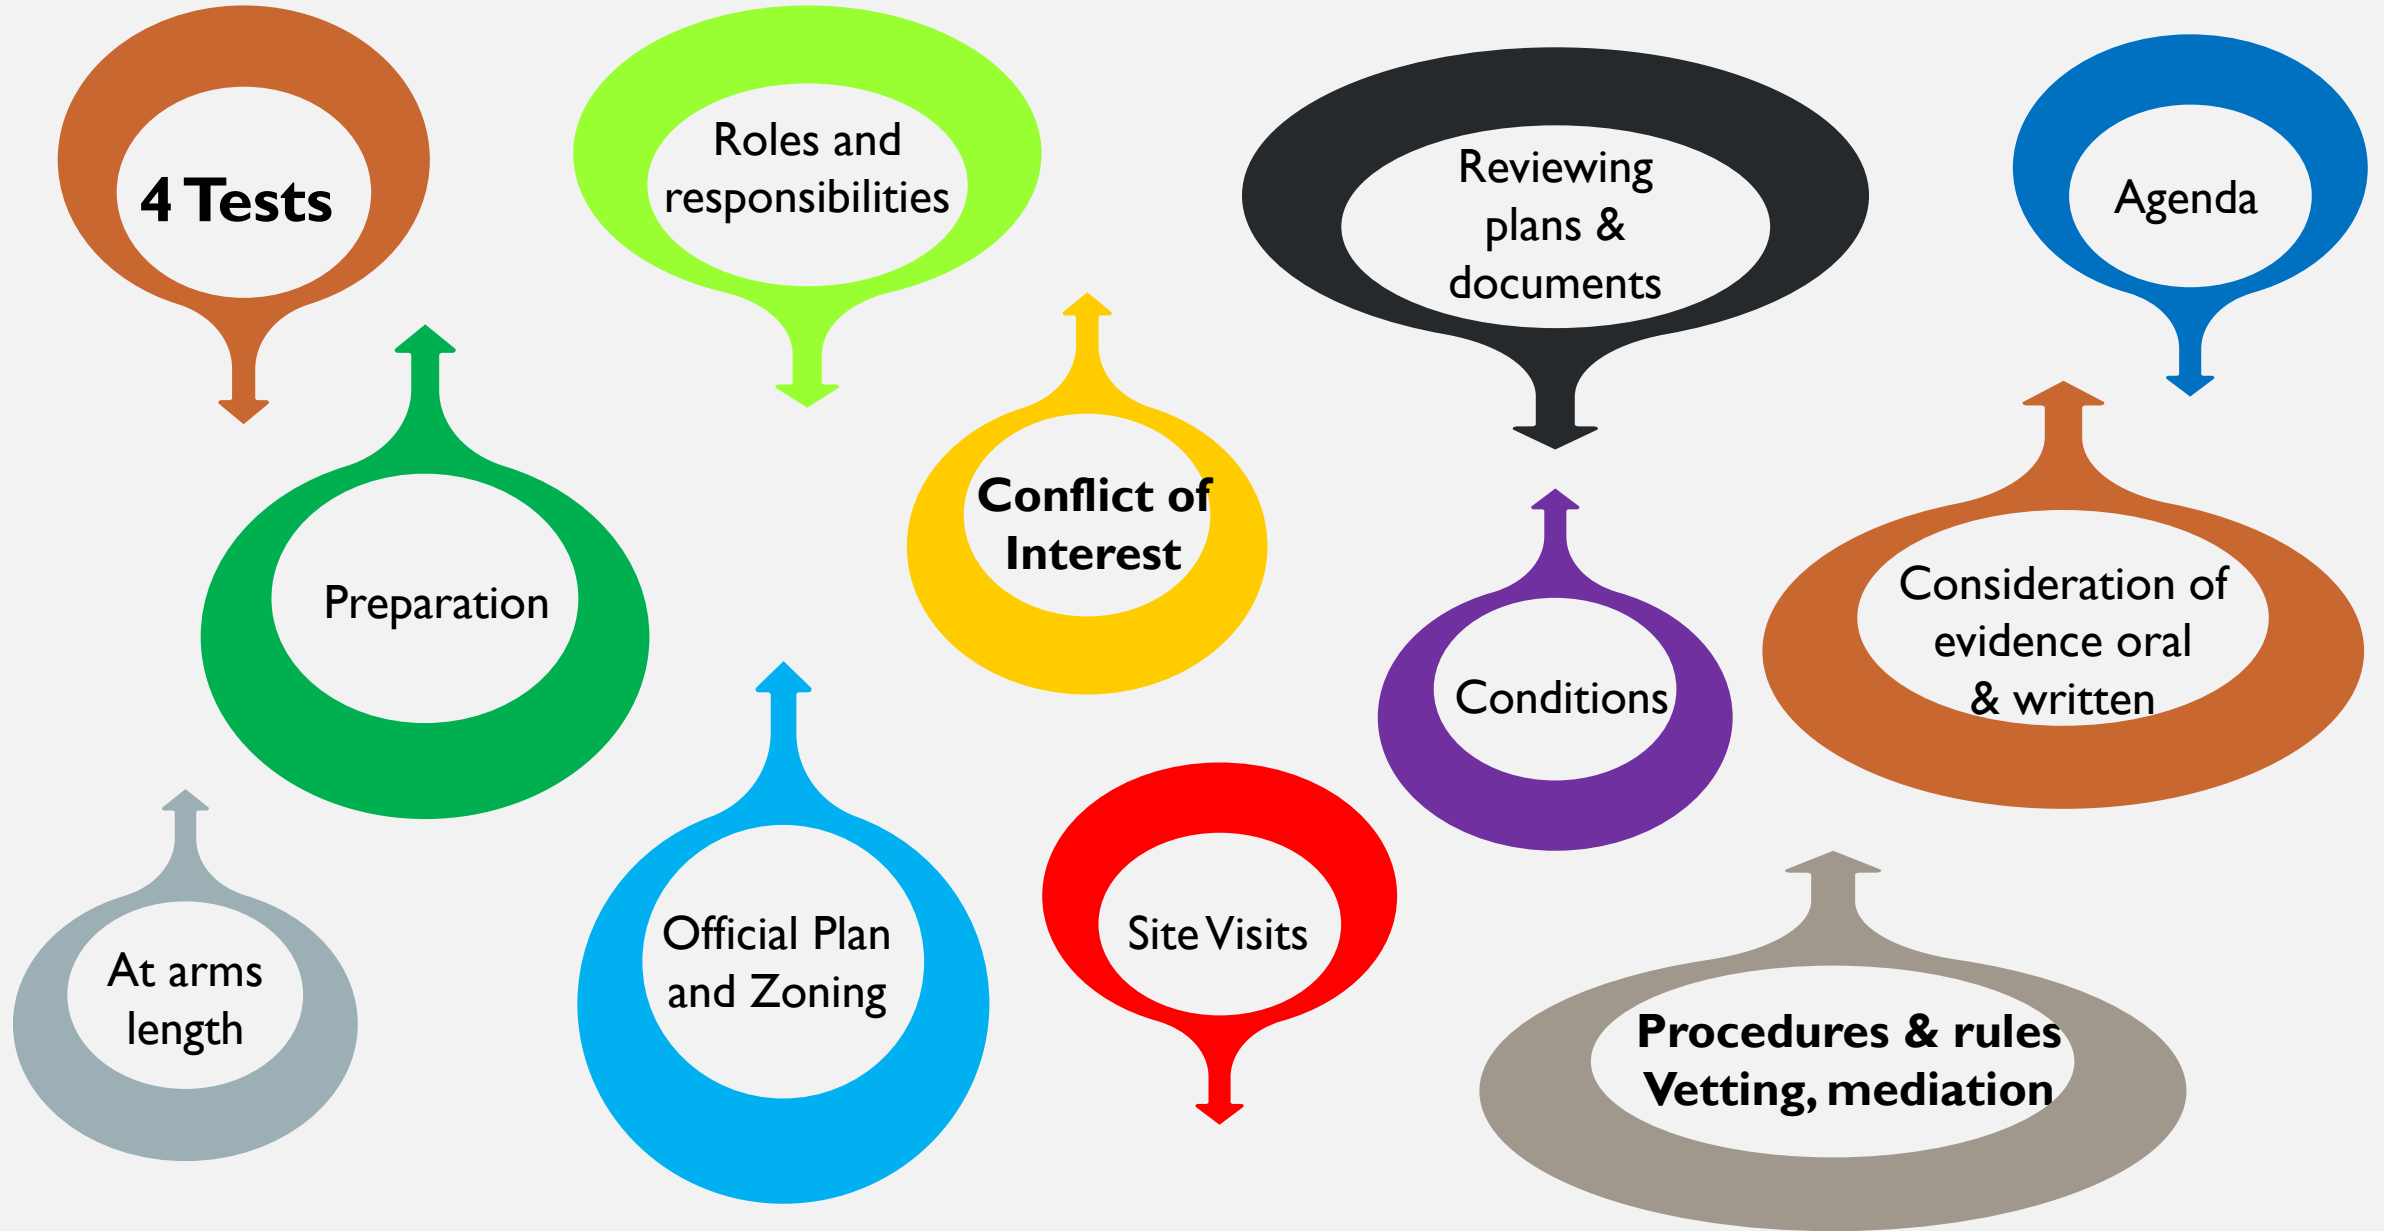 4 Tests
Roles and
responsibilities
Reviewing
plans &
documents
Agenda
Preparation
Conflict of
Interest
Conditions
Consideration of
evidence oral
& written
At arms
length
Official Plan
and Zoning
Site Visits
Procedures & rules
Vetting, mediation